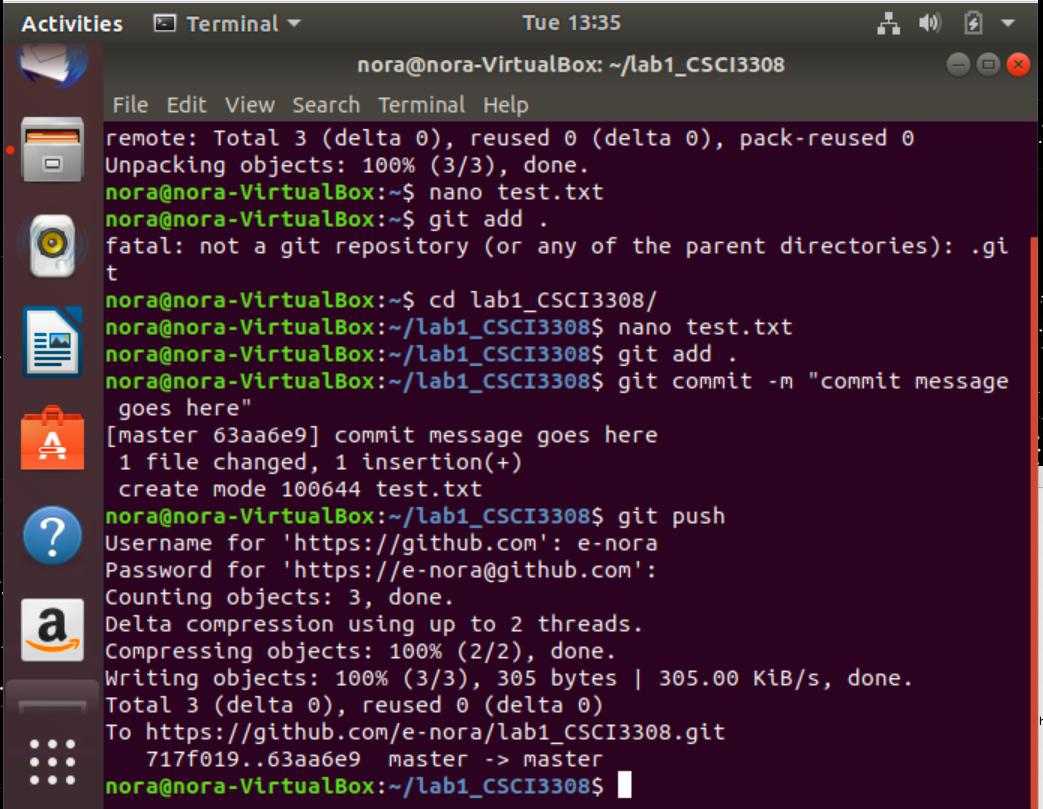 Activities
Terminal
Tue 13:35
nora@nora-VirtualBox: ~/lab1_CSCI3308
File Edit View Search Terminal Help
remote: Total 3 (delta 0), reused 0 (delta 0), pack-reused 0
Unpacking objects: 100% (3/3), done.
nora@nora-VirtualBox:~$ nano test.txt
nora@nora-VirtualBox:~$ git add .
fatal: not a git repository (or any of the parent directories): .gi
t
nora@nora-VirtualBox:~$ cd lab1_CSCI3308/
nora@nora-VirtualBox:~/lab1_CSCI3308$ nano test.txt
nora@nora-VirtualBox:~/lab1_CSCI3308$ git add .
nora@nora-VirtualBox:~/lab1_CSCI3308$ git commit -m "commit message
 goes here"
[master 63aa6e9] commit message goes here
 1 file changed, 1 insertion(+)
 create mode 100644 test.txt
nora@nora-VirtualBox:~/lab1_CSCI3308$ git push
Username for 'https://github.com': e-nora
Password for 'https://e-nora@github.com':
Counting objects: 3, done.
Delta compression using up to 2 threads.
Compressing objects: 100% (2/2), done.
Writing objects: 100% (3/3), 305 bytes | 305.00 KiB/s, done.
Total 3 (delta 0), reused 0 (delta 0)
To https://github.com/e-nora/lab1_CSCI3308.git
   717f019..63aa6e9  master -> master
nora@nora-VirtualBox:~/lab1_CSCI3308$